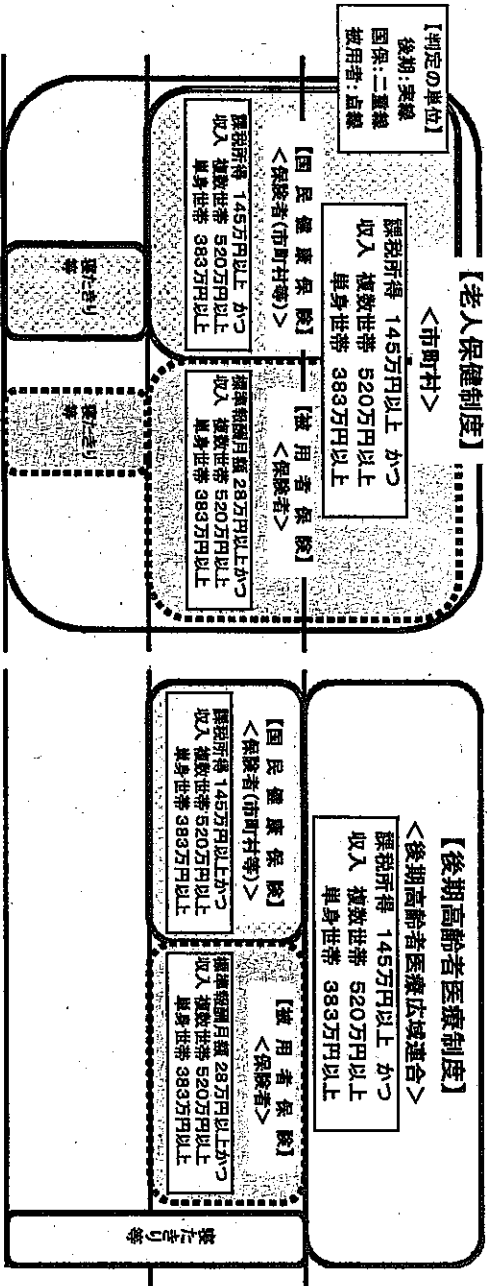 【判定の単位】
後期：実線
国保：二重線
被用者：点線
【老人保健制度】
<市町村>
課税所得 145万円以上 かつ
収入 複数世帯 520万円以上
単身世帯 383万円以上
【国民健康保険】
<保険者(市町村等)>
課税所得 145万円以上 かつ
収入 複数世帯 520万円以上
単身世帯 383万円以上
【被用者保険】
<保険者>
標準報酬月額 28万円以上かつ
収入 複数世帯 520万円以上
単身世帯 383万円以上
寝たきり
等
寝たきり
等
【後期高齢者医療制度】
<後期高齢者医療広域連合>
課税所得 145万円以上 かつ
収入 複数世帯 520万円以上
単身世帯 383万円以上
【国民健康保険】
<保険者(市町村等)>
課税所得 145万円以上かつ
収入 複数世帯 520万円以上
単身世帯 383万円以上
【被用者保険】
<保険者>
標準報酬月額 28万円以上かつ
収入 複数世帯 520万円以上
単身世帯 383万円以上
寝たきり等